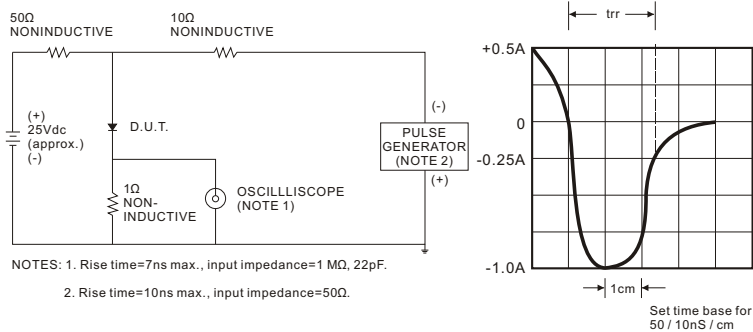 50Ω
NONINDUCTIVE
10Ω
NONINDUCTIVE
(+)
25Vdc
(approx.)
(-)
D.U.T.
1Ω
NON-
INDUCTIVE
OSCILLLISCOPE
(NOTE 1)
(-)
PULSE
GENERATOR
(NOTE 2)
(+)
NOTES: 1. Rise time=7ns max., input impedance=1 MΩ, 22pF.
2. Rise time=10ns max., input impedance=50Ω.
trr
+0.5A
0
-0.25A
-1.0A
1cm
Set time base for
50 / 10nS / cm